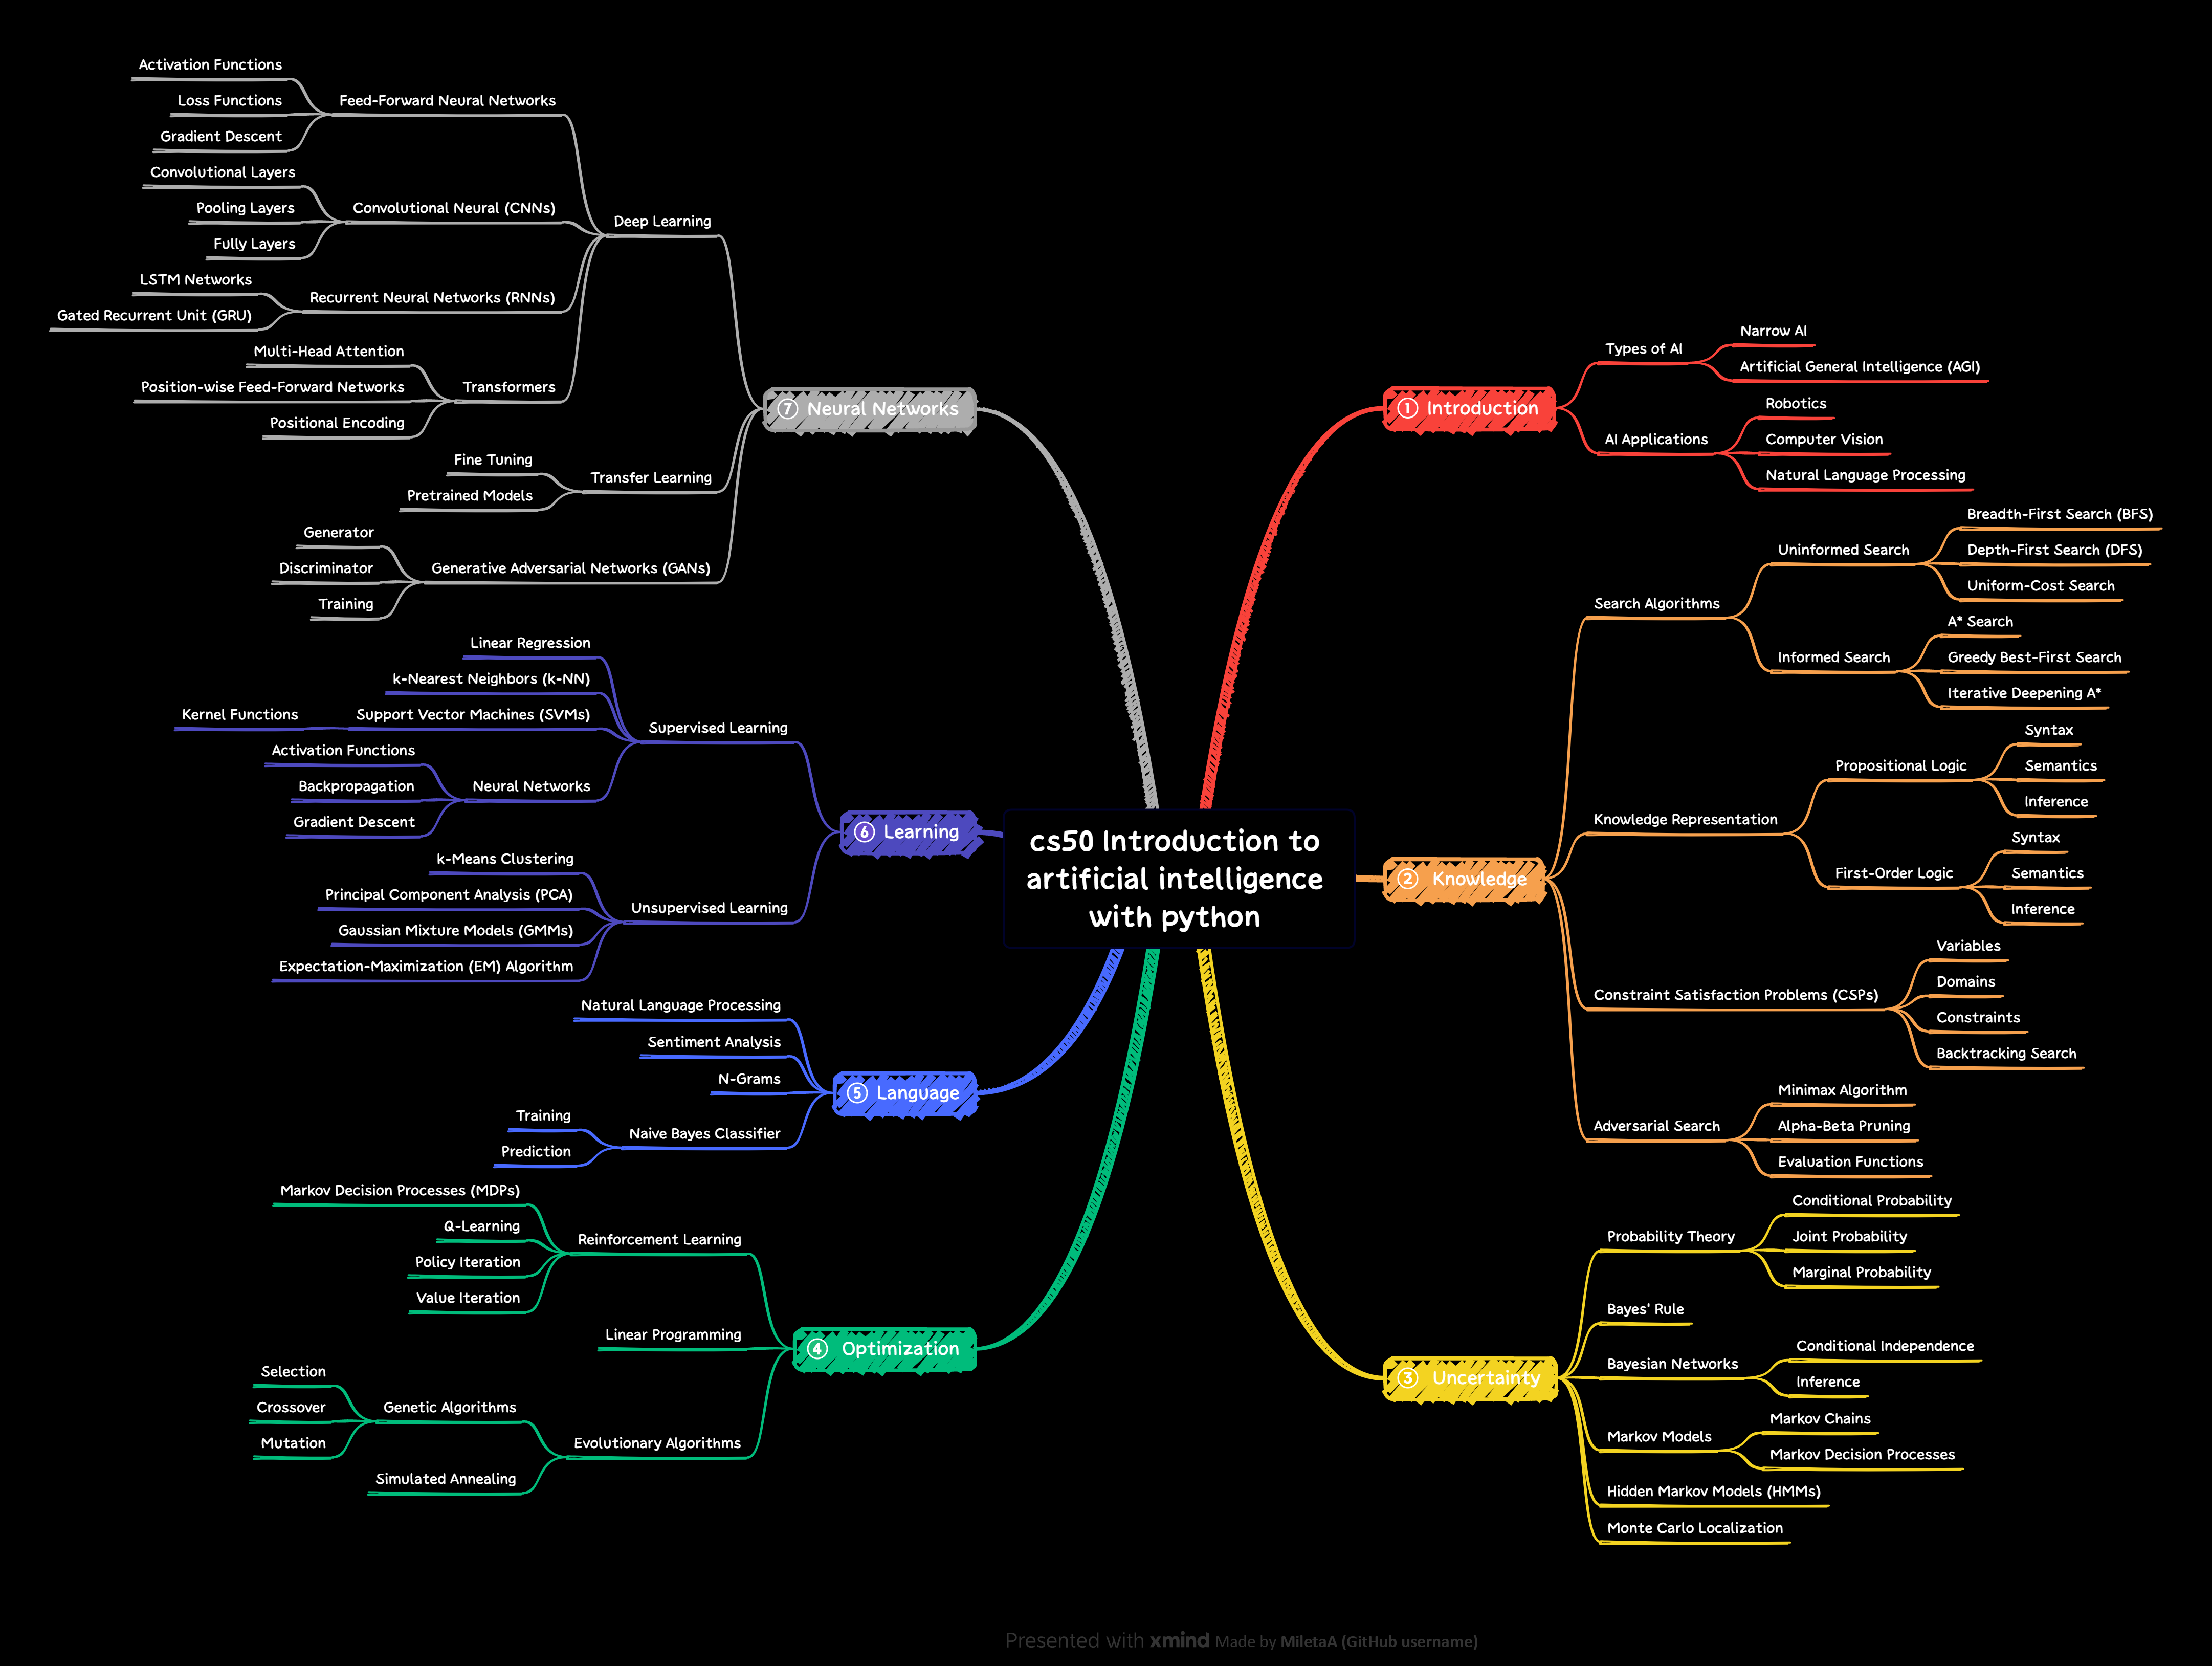 cs50 Introduction to
artificial intelligence
with python
① Introduction
Types of AI
Narrow AI
Artificial General Intelligence (AGI)
AI Applications
Robotics
Computer Vision
Natural Language Processing
② Knowledge
Search Algorithms
Uninformed Search
Breadth-First Search (BFS)
Depth-First Search (DFS)
Uniform-Cost Search
Informed Search
A* Search
Greedy Best-First Search
Iterative Deepening A*
Knowledge Representation
Propositional Logic
Syntax
Semantics
Inference
First-Order Logic
Syntax
Semantics
Inference
Constraint Satisfaction Problems (CSPs)
Variables
Domains
Constraints
Backtracking Search
Adversarial Search
Minimax Algorithm
Alpha-Beta Pruning
Evaluation Functions
③ Uncertainty
Probability Theory
Conditional Probability
Joint Probability
Marginal Probability
Bayes' Rule
Bayesian Networks
Conditional Independence
Inference
Markov Models
Markov Chains
Markov Decision Processes
Hidden Markov Models (HMMs)
Monte Carlo Localization
④ Optimization
Reinforcement Learning
Markov Decision Processes (MDPs)
Q-Learning
Policy Iteration
Value Iteration
Linear Programming
Evolutionary Algorithms
Genetic Algorithms
Selection
Crossover
Mutation
Simulated Annealing
⑤ Language
Natural Language Processing
Sentiment Analysis
N-Grams
Naive Bayes Classifier
Training
Prediction
⑥ Learning
Supervised Learning
Linear Regression
k-Nearest Neighbors (k-NN)
Support Vector Machines (SVMs)
Kernel Functions
Neural Networks
Activation Functions
Backpropagation
Gradient Descent
Unsupervised Learning
k-Means Clustering
Principal Component Analysis (PCA)
Gaussian Mixture Models (GMMs)
Expectation-Maximization (EM) Algorithm
⑦ Neural Networks
Deep Learning
Feed-Forward Neural Networks
Activation Functions
Loss Functions
Gradient Descent
Convolutional Neural (CNNs)
Convolutional Layers
Pooling Layers
Fully Layers
Recurrent Neural Networks (RNNs)
LSTM Networks
Gated Recurrent Unit (GRU)
Transformers
Multi-Head Attention
Position-wise Feed-Forward Networks
Positional Encoding
Transfer Learning
Fine Tuning
Pretrained Models
Generative Adversarial Networks (GANs)
Generator
Discriminator
Training
Presented with xmind Made by MiletaA (GitHub username)